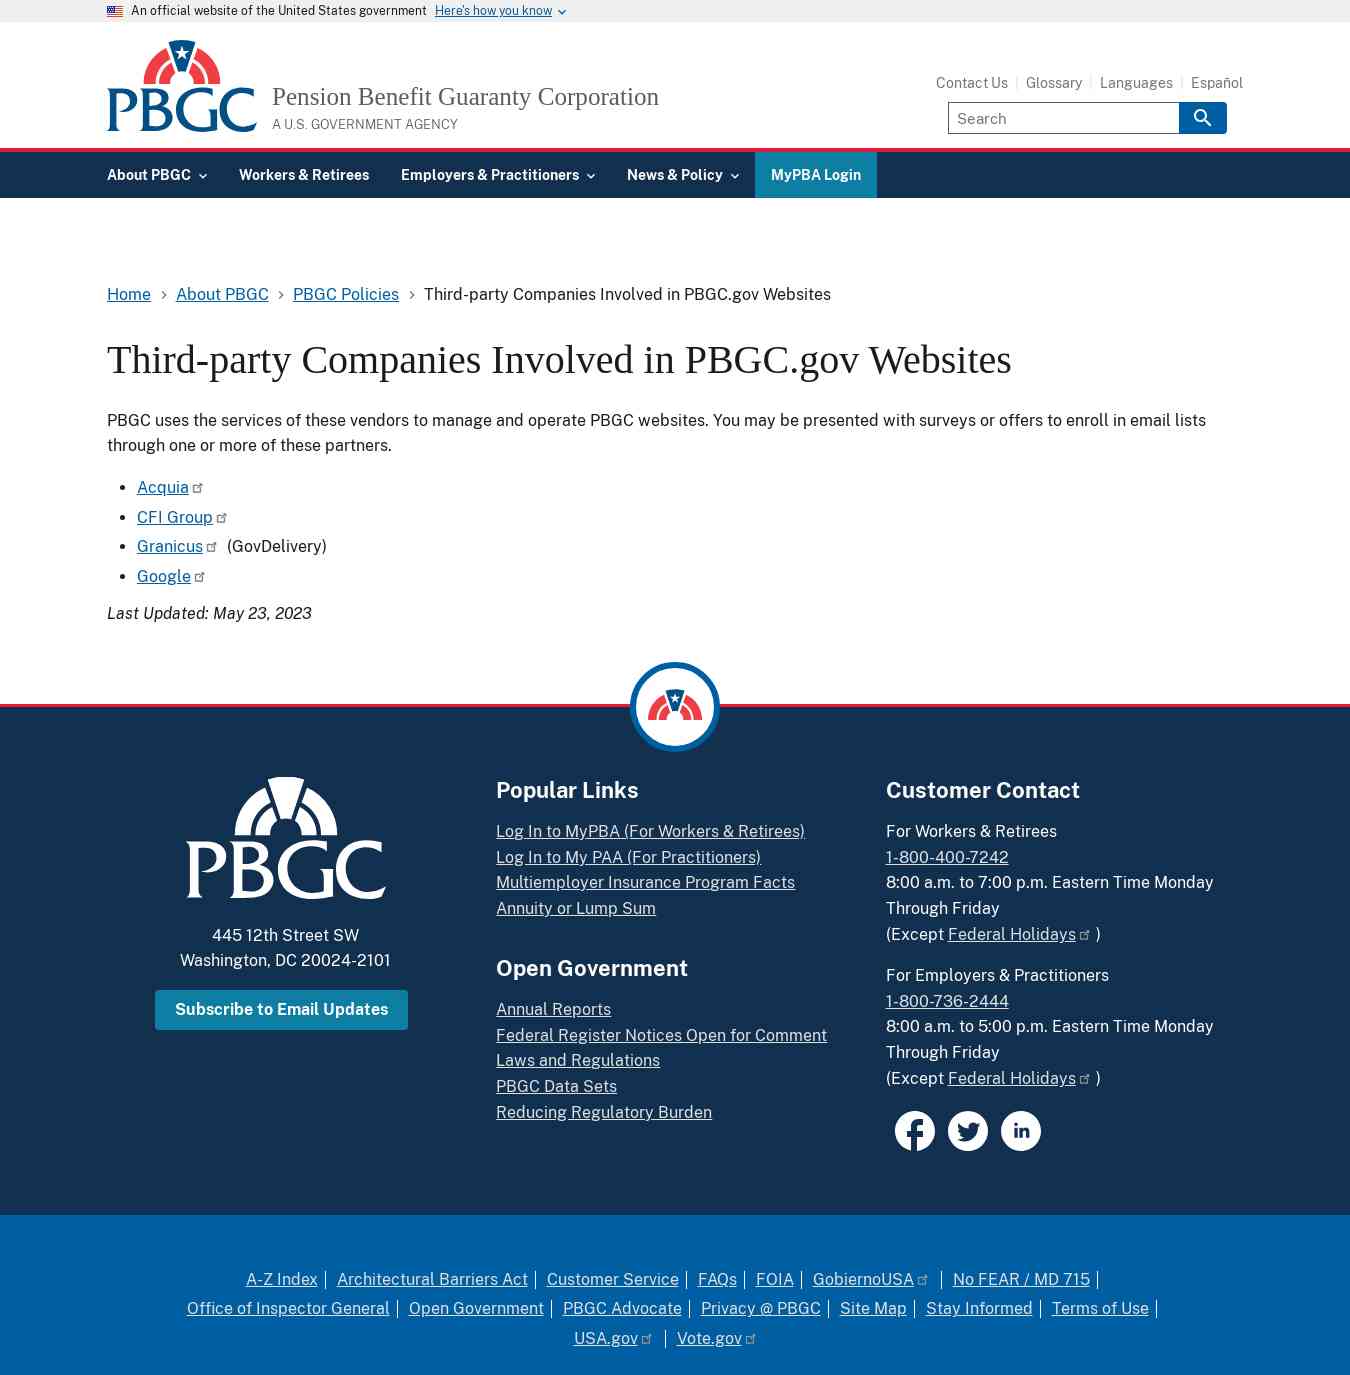 An official website of the United States government Here's how you know
PBGC
Pension Benefit Guaranty Corporation
A U.S. GOVERNMENT AGENCY
Contact Us Glossary Languages Español
Search
About PBGC Workers & Retirees Employers & Practitioners News & Policy MyPBA Login
Home About PBGC PBGC Policies Third-party Companies Involved in PBGC.gov Websites
Third-party Companies Involved in PBGC.gov Websites
PBGC uses the services of these vendors to manage and operate PBGC websites. You may be presented with surveys or offers to enroll in email lists
through one or more of these partners.
Acquia
CFI Group
Granicus (GovDelivery)
Google
Last Updated: May 23, 2023
PBGC
445 12th Street SW
Washington, DC 20024-2101
Subscribe to Email Updates
Popular Links
Log In to MyPBA (For Workers & Retirees)
Log In to My PAA (For Practitioners)
Multiemployer Insurance Program Facts
Annuity or Lump Sum
Open Government
Annual Reports
Federal Register Notices Open for Comment
Laws and Regulations
PBGC Data Sets
Reducing Regulatory Burden
Customer Contact
For Workers & Retirees
1-800-400-7242
8:00 a.m. to 7:00 p.m. Eastern Time Monday
Through Friday
(Except Federal Holidays )
For Employers & Practitioners
1-800-736-2444
8:00 a.m. to 5:00 p.m. Eastern Time Monday
Through Friday
(Except Federal Holidays )
in
A-Z Index Architectural Barriers Act Customer Service FAQs FOIA GobiernoUSA No FEAR / MD 715
Office of Inspector General Open Government PBGC Advocate Privacy @ PBGC Site Map Stay Informed Terms of Use
USA.gov Vote.gov